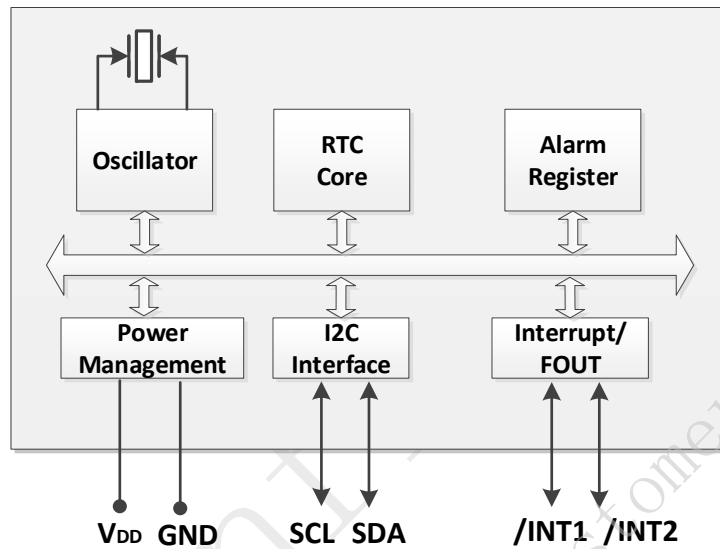 Oscillator
RTC
Core
Alarm
Register
Power
Management
I2C
Interface
Interrupt/
FOUT
VDD GND SCL SDA /INT1 /INT2